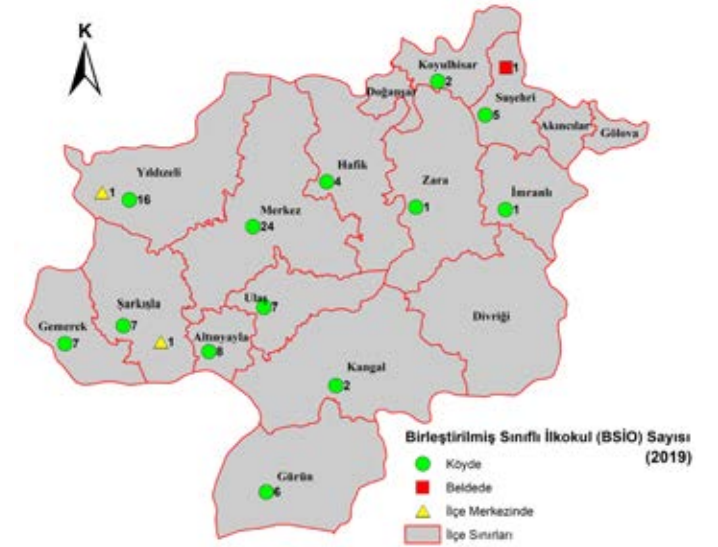 K
Koyulhisar
2
1
Doğanşar
Suşehri
5
Akıncılar
Gölova
Yıldızeli
1
16
Hafik
4
Zara
1
İmranlı
1
Merkez
24
Şarkışla
7
Ulaş
7
Gemerek
7
1
Altınyayla
8
Divriği
Kangal
2
Gürün
6
Birleştirilmiş Sınıflı İlkokul (BSİO) Sayısı
(2019)
Köyde
Beldede
İlçe Merkezinde
İlçe Sınırları